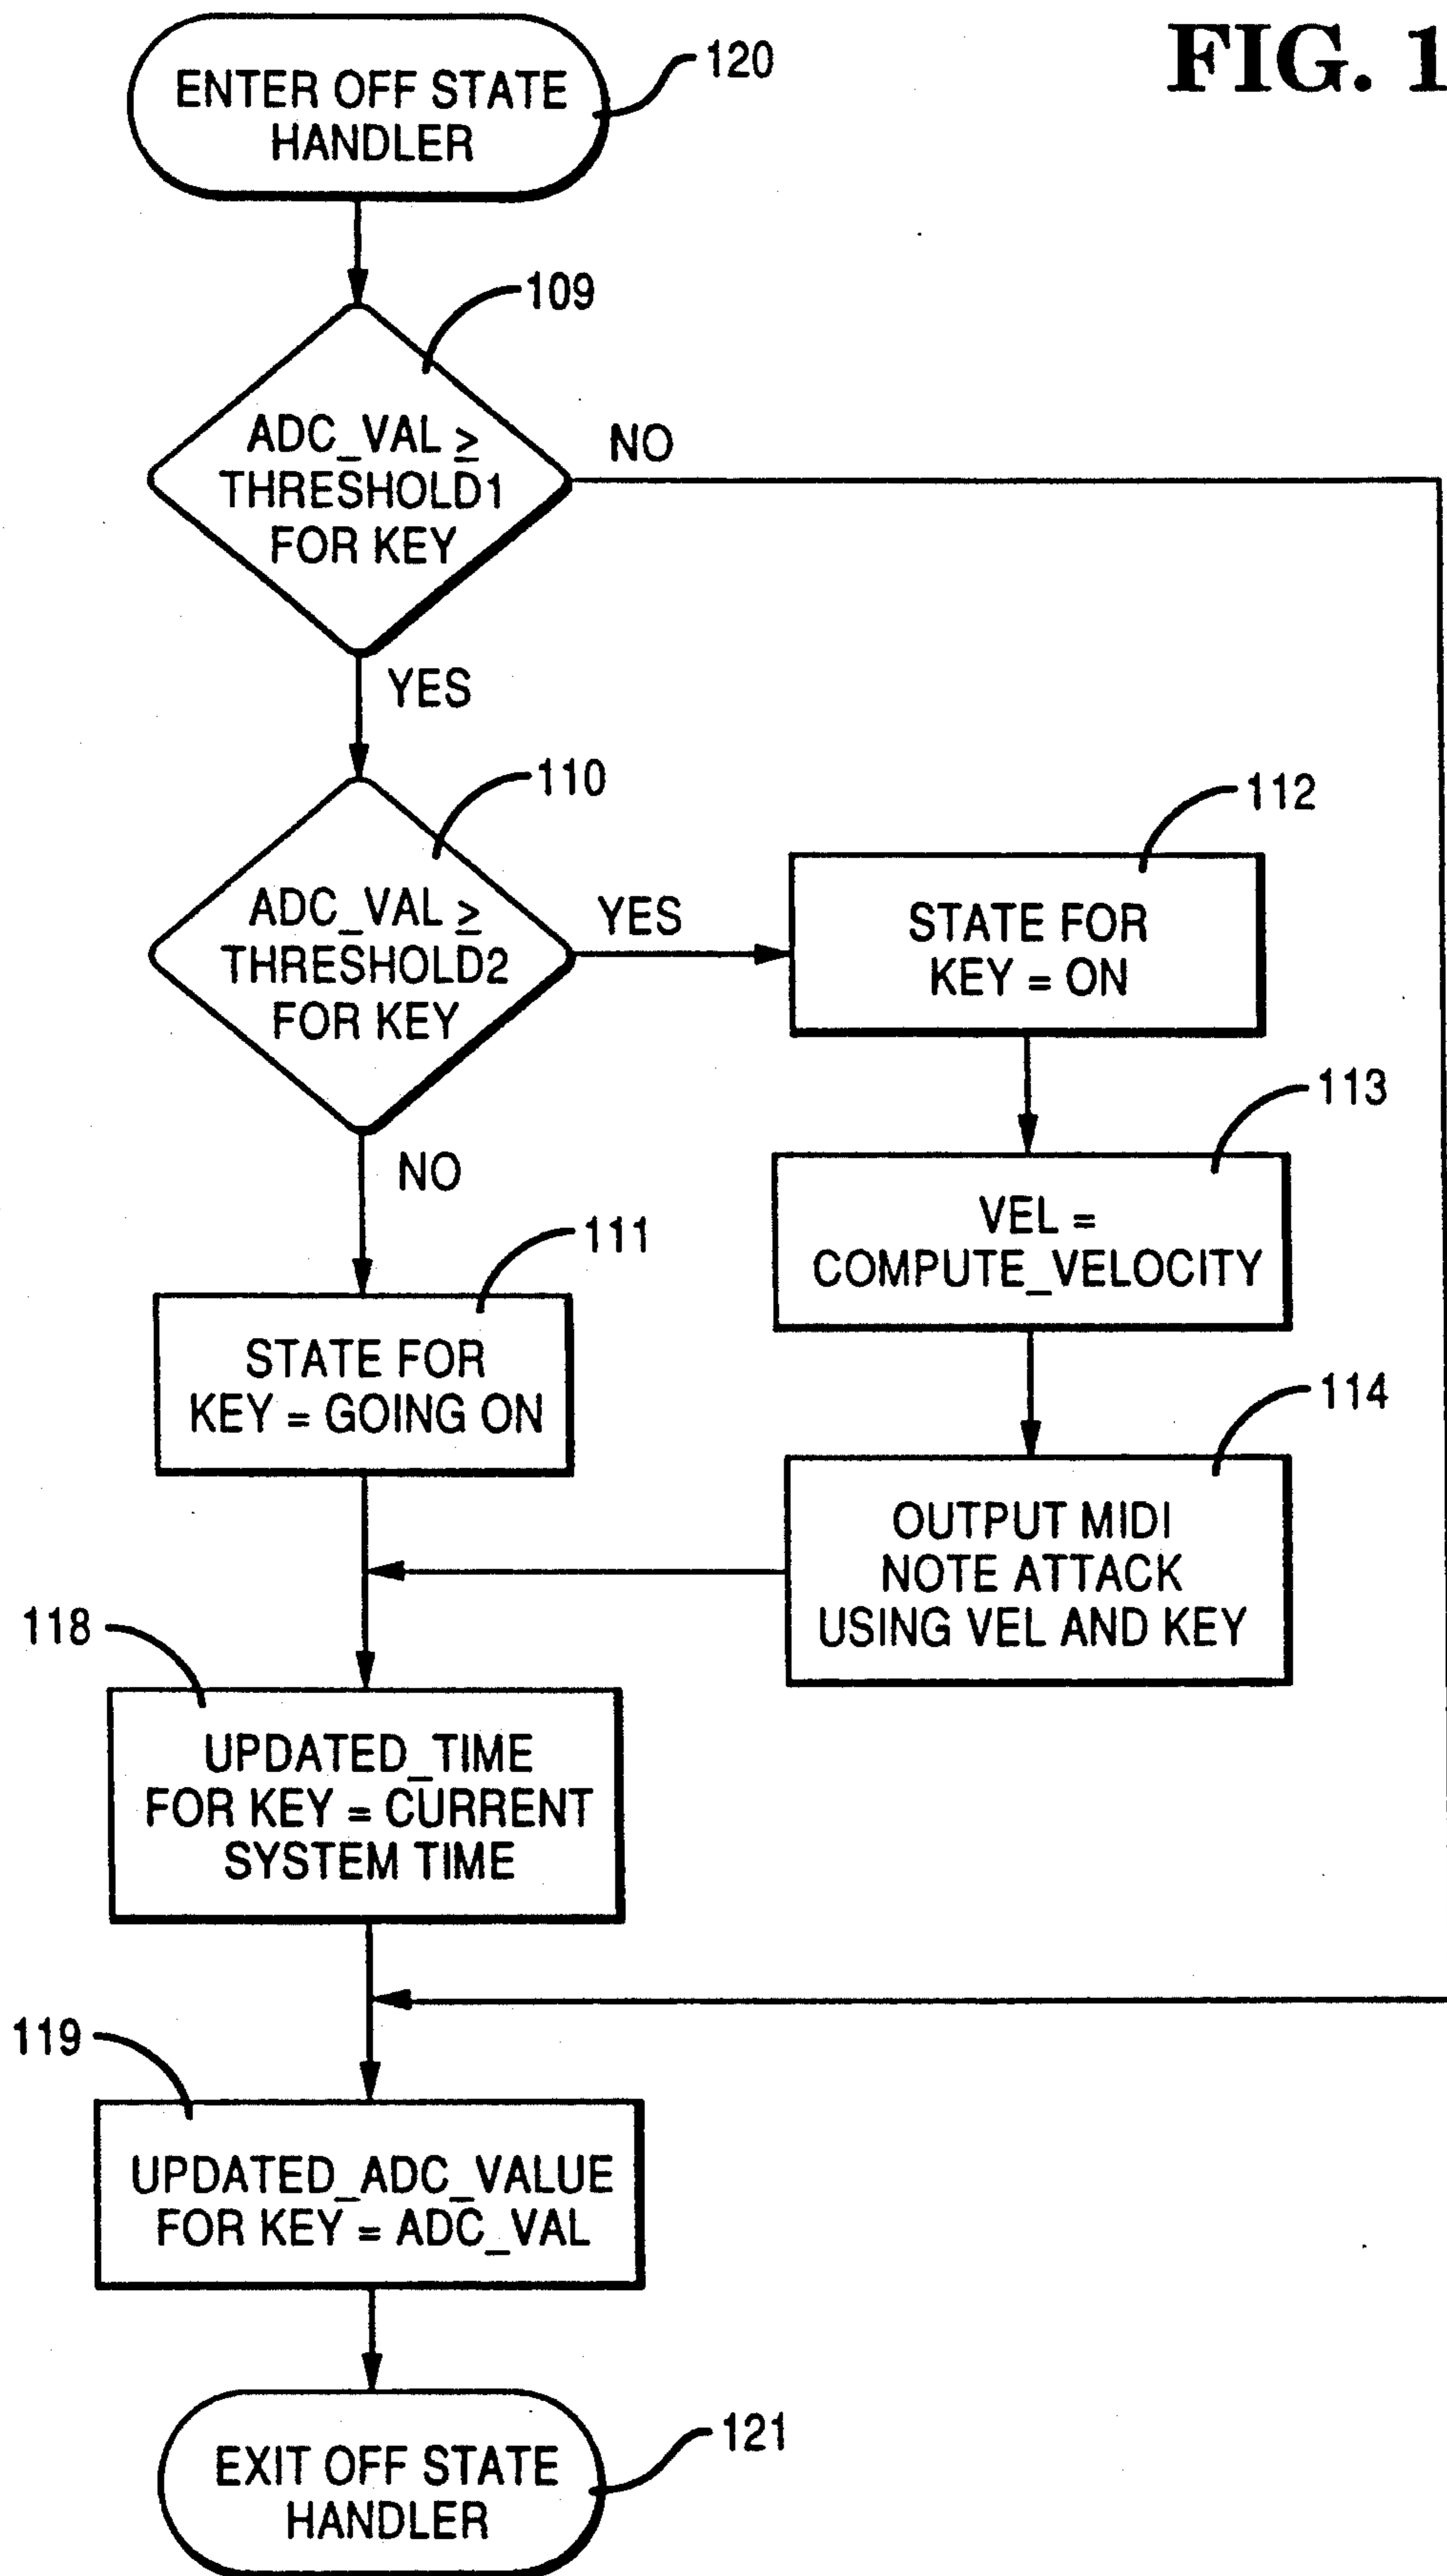 FIG. 1
ENTER OFF STATE
HANDLER
120
109
ADC_VAL ≥
THRESHOLD1
FOR KEY
NO
YES
110
ADC_VAL ≥
THRESHOLD2
FOR KEY
YES
112
STATE FOR
KEY = ON
113
NO
VEL =
COMPUTE_VELOCITY
111
STATE FOR
KEY = GOING ON
114
OUTPUT MIDI
NOTE ATTACK
USING VEL AND KEY
118
UPDATED_TIME
FOR KEY = CURRENT
SYSTEM TIME
119
UPDATED_ADC_VALUE
FOR KEY = ADC_VAL
121
EXIT OFF STATE
HANDLER